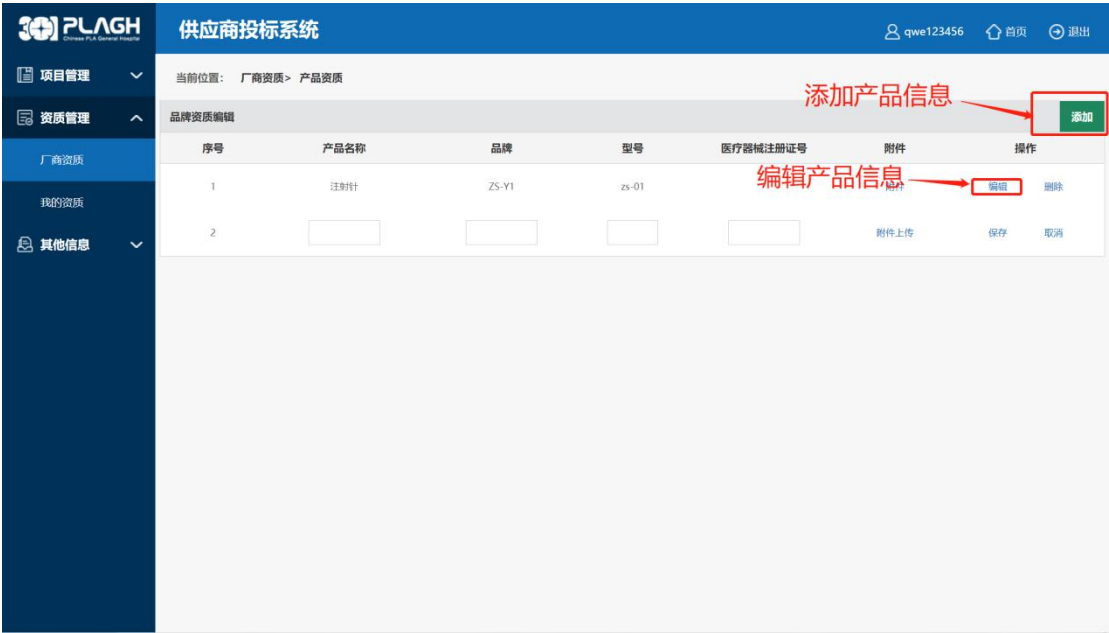 301 PLAGH
Chinese PLA General Hospital
供应商投标系统
qwe123456 首页 退出
项目管理
资质管理
厂商资质
我的资质
其他信息
当前位置： 厂商资质> 产品资质
添加产品信息
品牌资质编辑 添加
序号 产品名称 品牌 型号 医疗器械注册证号 附件 操作
编辑产品信息
1 注射针 ZS-Y1 zs-01 附件 编辑 删除
2 附件上传 保存 取消